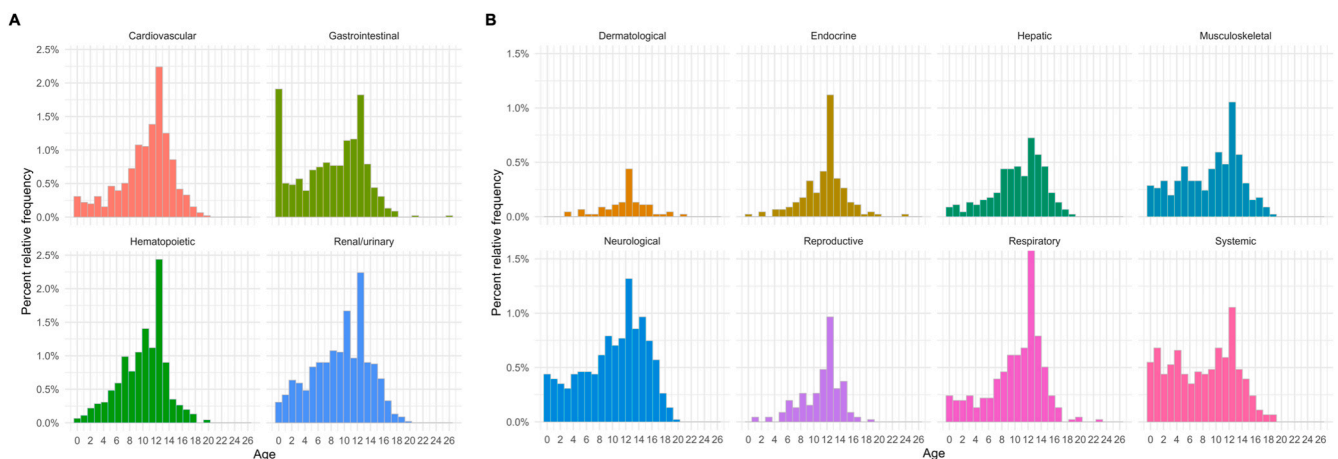 A
Cardiovascular
Gastrointestinal
2.5%
2.0%
1.5%
1.0%
0.5%
0.0%
Hematopoietic
Renal/urinary
2.5%
2.0%
1.5%
1.0%
0.5%
0.0%
Percent relative frequency
0 2 4 6 8 10 12 14 16 18 20 22 24 26
0 2 4 6 8 10 12 14 16 18 20 22 24 26
Age
B
Dermatological
Endocrine
Hepatic
Musculoskeletal
1.5%
1.0%
0.5%
0.0%
Neurological
Reproductive
Respiratory
Systemic
1.5%
1.0%
0.5%
0.0%
Percent relative frequency
0 2 4 6 8 10 12 14 16 18 20 22 24 26
0 2 4 6 8 10 12 14 16 18 20 22 24 26
0 2 4 6 8 10 12 14 16 18 20 22 24 26
0 2 4 6 8 10 12 14 16 18 20 22 24 26
Age